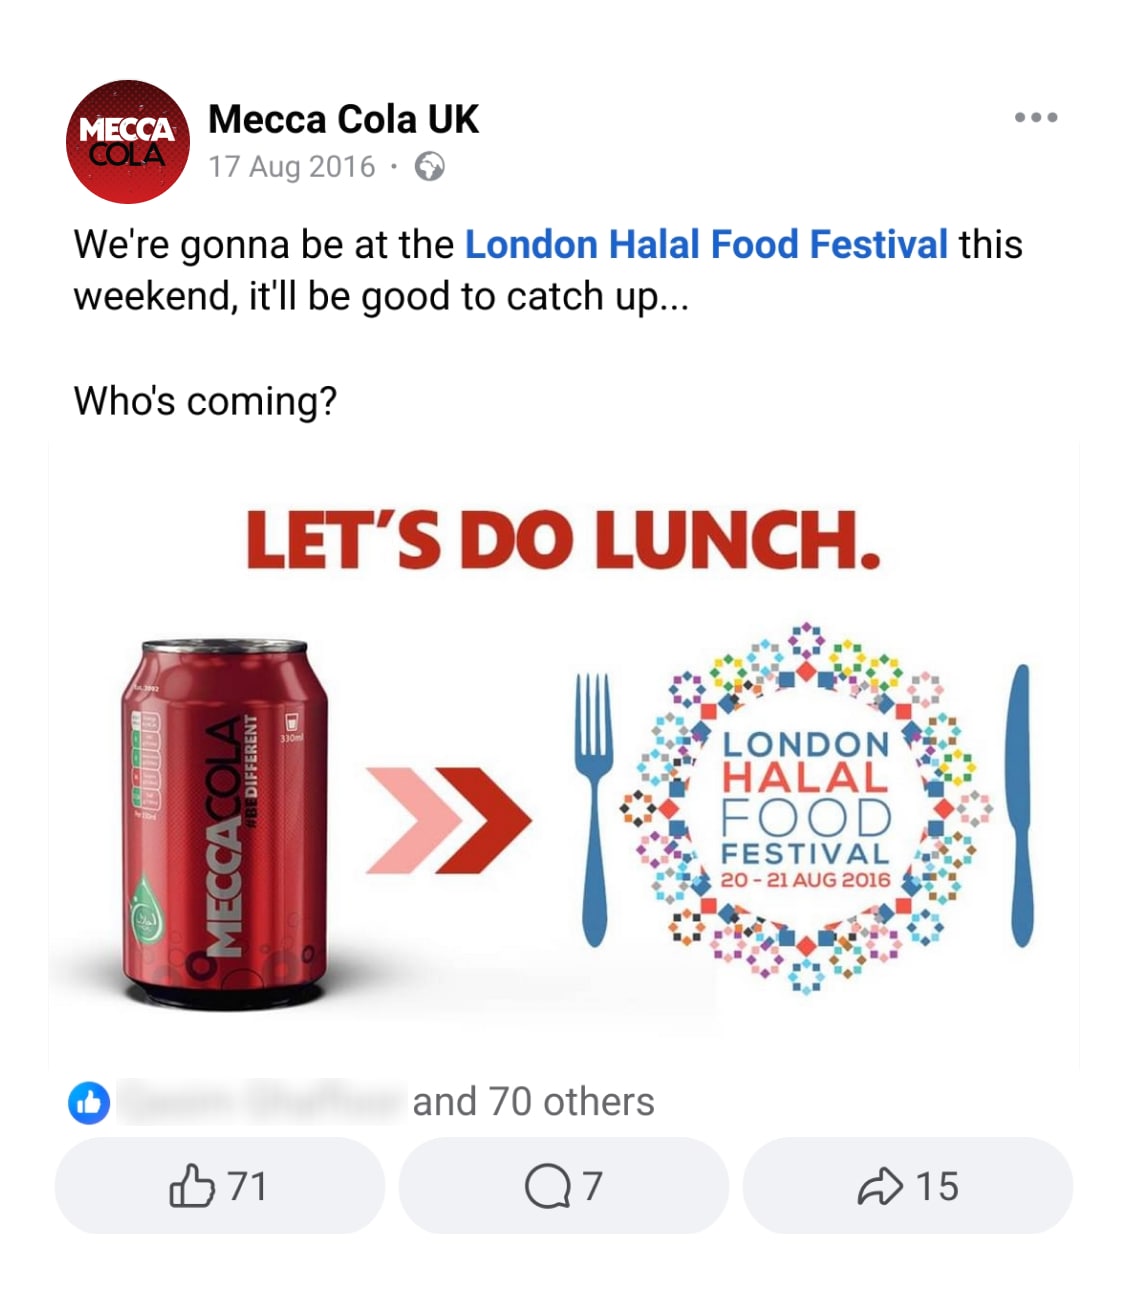 MECCA
COLA
Mecca Cola UK
17 Aug 2016 ·
We're gonna be at the London Halal Food Festival this
weekend, it'll be good to catch up...
Who's coming?
LET'S DO LUNCH.
330ml
MECCACOLA
#BEDIFFERENT
LONDON
HALAL
FOOD
FESTIVAL
20 - 21 AUG 2016
and 70 others
71
7
15